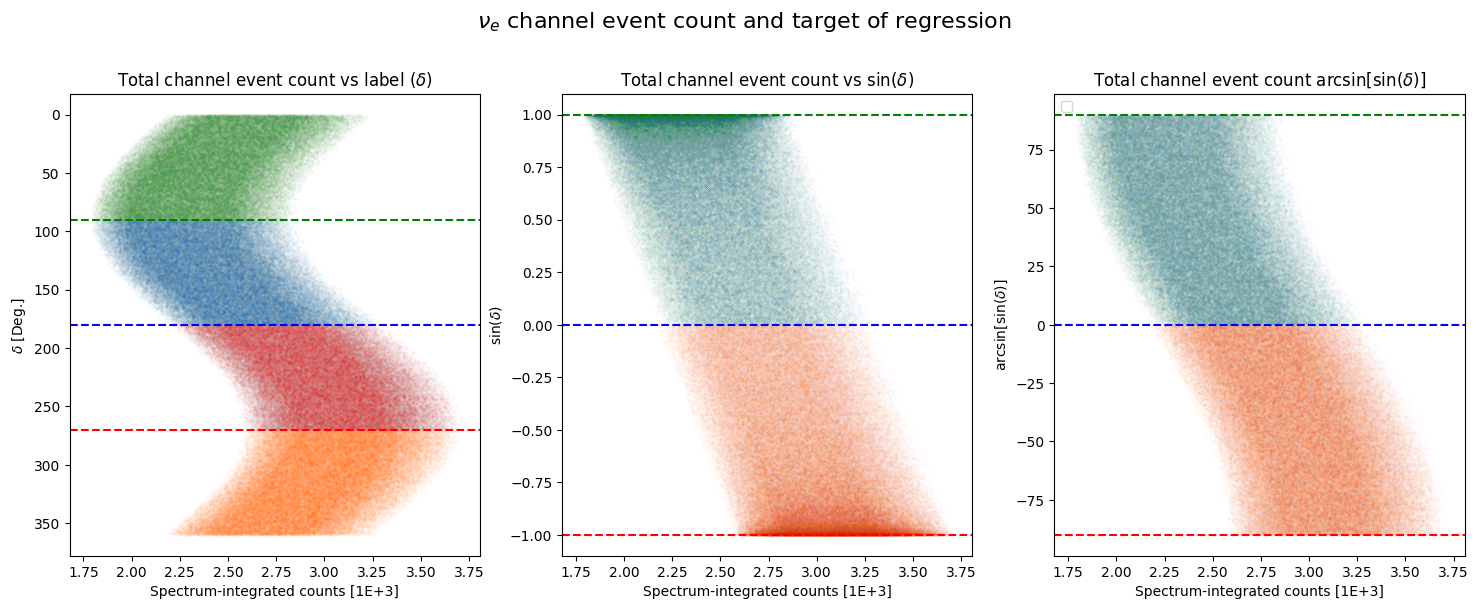 ν_e channel event count and target of regression
Total channel event count vs label (δ)
0
50
100
150
200
250
300
350
δ [Deg.]
1.75 2.00 2.25 2.50 2.75 3.00 3.25 3.50 3.75
Spectrum-integrated counts [1E+3]
Total channel event count vs sin(δ)
1.00
0.75
0.50
0.25
0.00
−0.25
−0.50
−0.75
−1.00
sin(δ)
1.75 2.00 2.25 2.50 2.75 3.00 3.25 3.50 3.75
Spectrum-integrated counts [1E+3]
Total channel event count arcsin[sin(δ)]
75
50
25
0
−25
−50
−75
arcsin[sin(δ)]
1.75 2.00 2.25 2.50 2.75 3.00 3.25 3.50 3.75
Spectrum-integrated counts [1E+3]